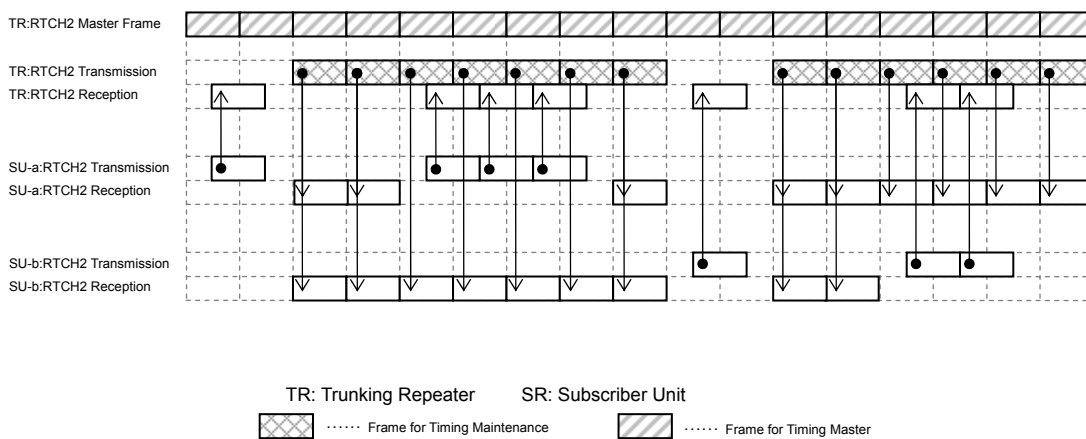 TR:RTCH2 Master Frame
TR:RTCH2 Transmission
TR:RTCH2 Reception
SU-a:RTCH2 Transmission
SU-a:RTCH2 Reception
SU-b:RTCH2 Transmission
SU-b:RTCH2 Reception
TR: Trunking Repeater SR: Subscriber Unit
...... Frame for Timing Maintenance ...... Frame for Timing Master